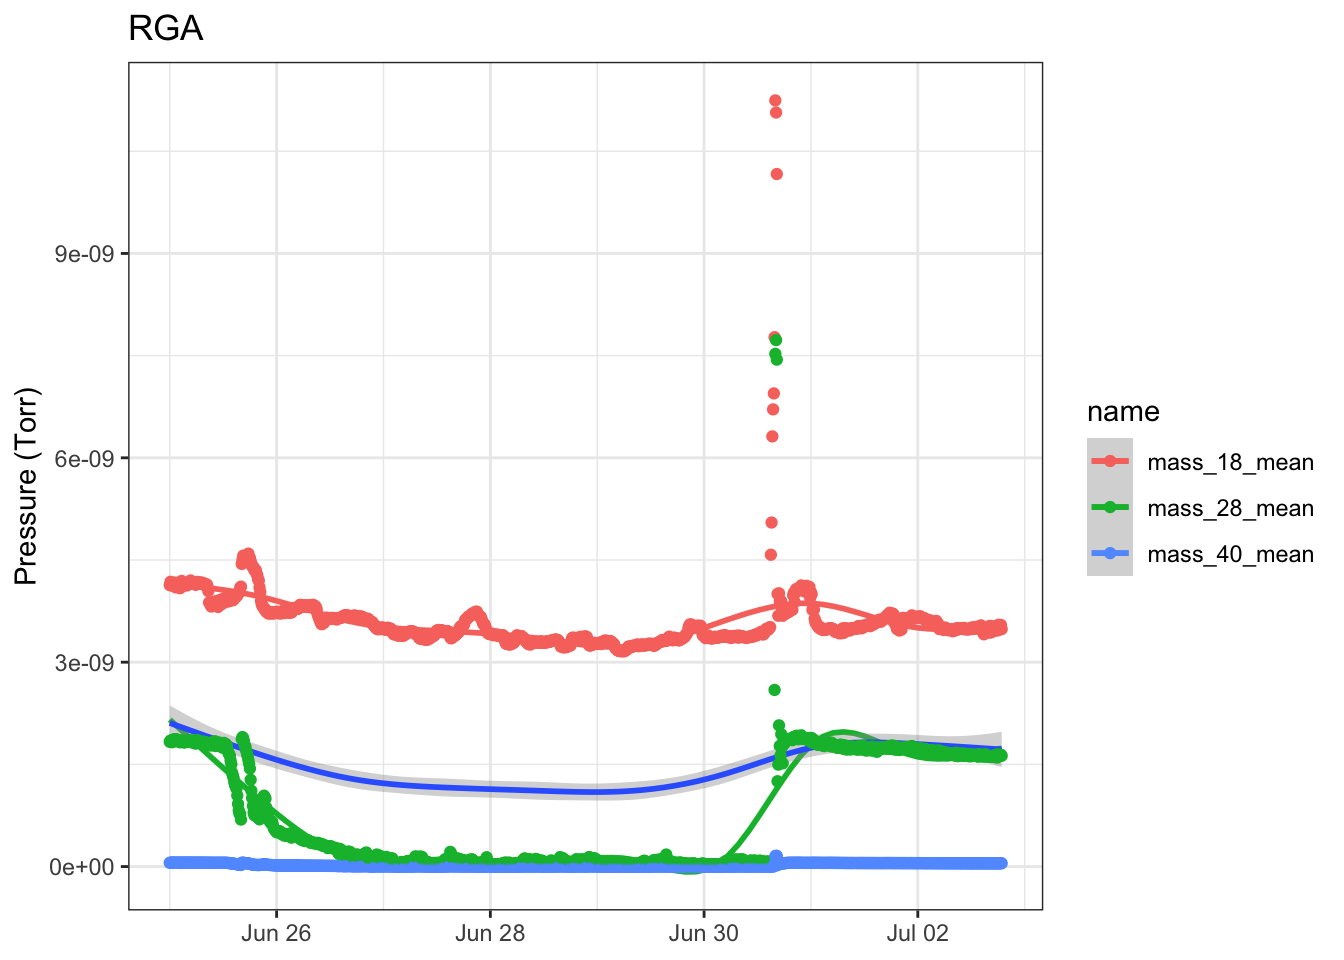 RGA
Pressure (Torr)
9e-09
6e-09
3e-09
0e+00
Jun 26
Jun 28
Jun 30
Jul 02
name
mass_18_mean
mass_28_mean
mass_40_mean